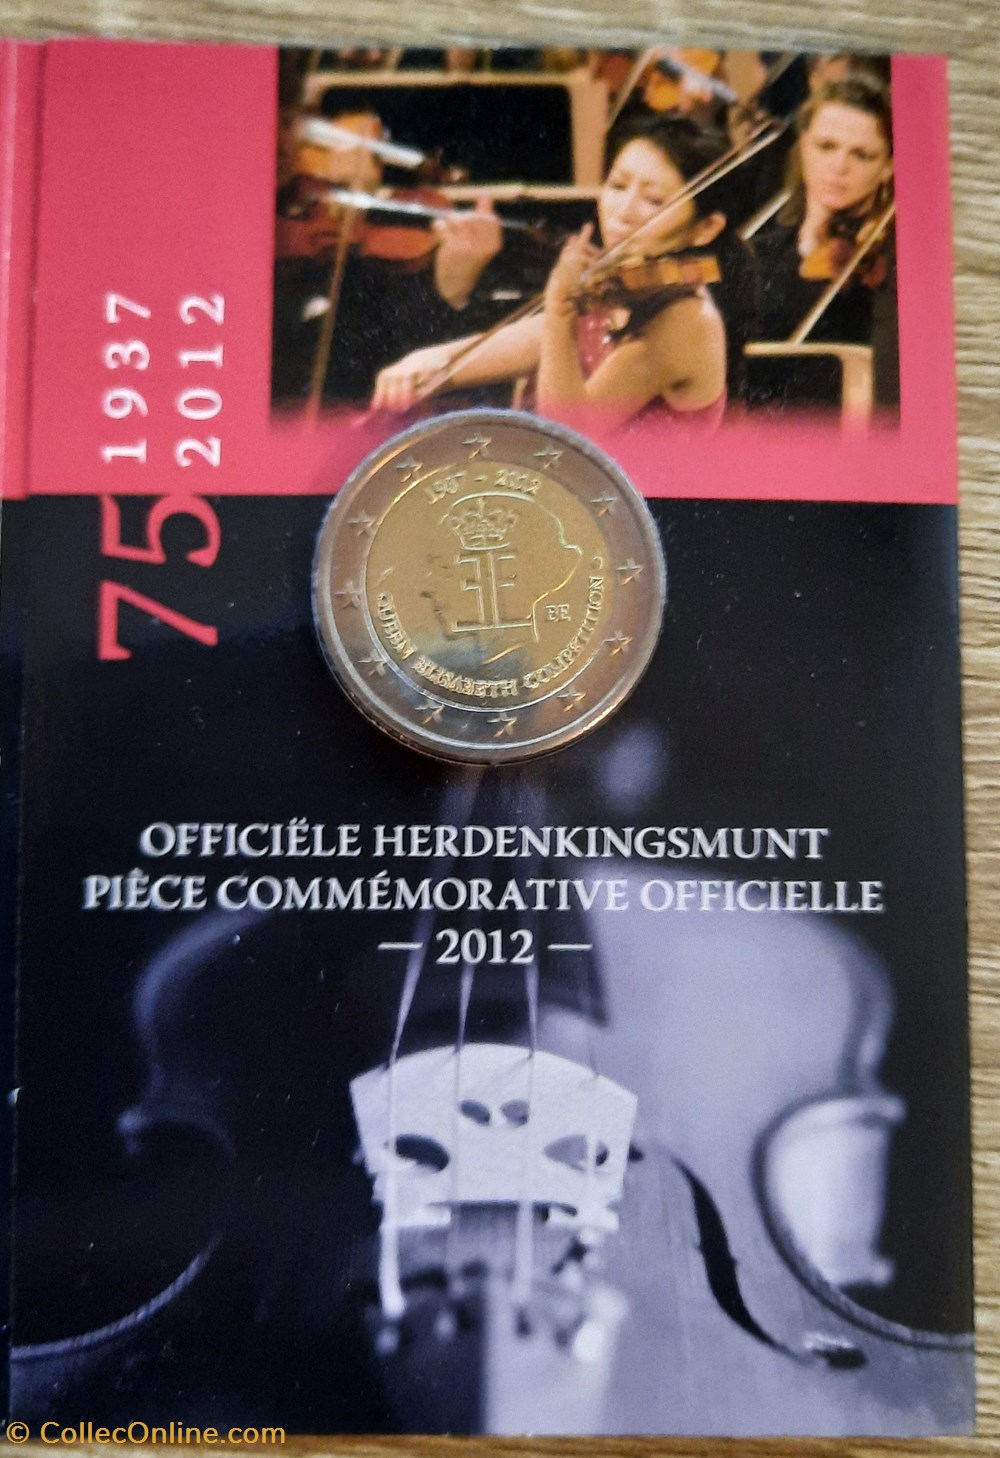 1937
2012
75
1937 - 2012
BE
QUEEN ELISABETH COMPETITION
OFFICIËLE HERDENKINGSMUNT
PIÈCE COMMÉMORATIVE OFFICIELLE
— 2012 —
© CollecOnline.com